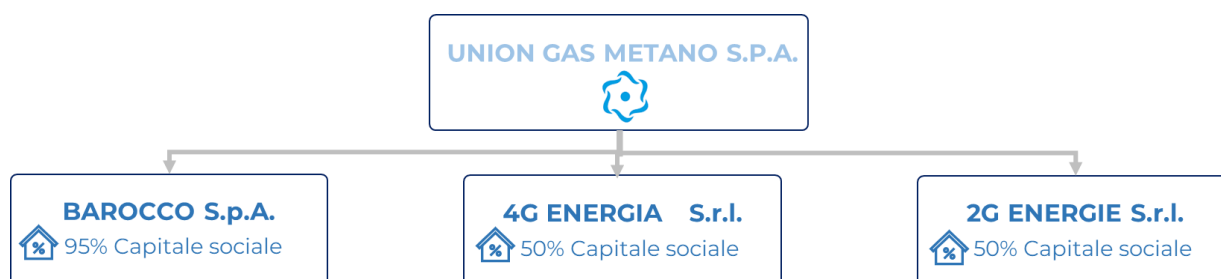 UNION GAS METANO S.P.A.
BAROCCO S.p.A.
% 95% Capitale sociale
4G ENERGIA S.r.l.
% 50% Capitale sociale
2G ENERGIE S.r.l.
% 50% Capitale sociale